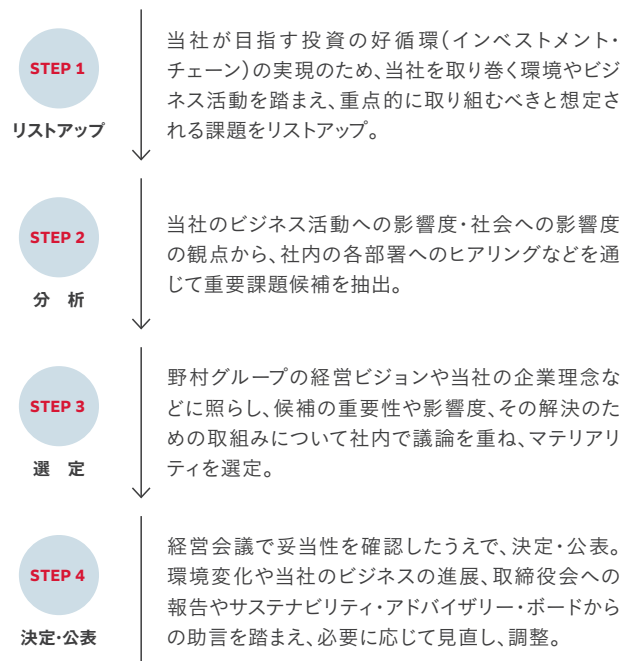 STEP 1
リストアップ
当社が目指す投資の好循環(インベストメント・
チェーン)の実現のため、当社を取り巻く環境やビジ
ネス活動を踏まえ、重点的に取り組むべきと想定さ
れる課題をリストアップ。
STEP 2
分 析
当社のビジネス活動への影響度・社会への影響度
の観点から、社内の各部署へのヒアリングなどを通
じて重要課題候補を抽出。
STEP 3
選 定
野村グループの経営ビジョンや当社の企業理念な
どに照らし、候補の重要性や影響度、その解決のた
めの取組みについて社内で議論を重ね、マテリアリ
ティを選定。
STEP 4
決定・公表
経営会議で妥当性を確認したうえで、決定・公表。
環境変化や当社のビジネスの進展、取締役会への
報告やサステナビリティ・アドバイザリー・ボードから
の助言を踏まえ、必要に応じて見直し、調整。